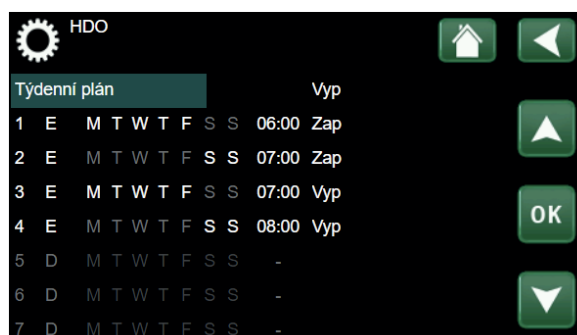 HDO
Týdenní plán Vyp
1 E M T W T F S S 06:00 Zap
2 E M T W T F S S 07:00 Zap
3 E M T W T F S S 07:00 Vyp
4 E M T W T F S S 08:00 Vyp
OK
5 D M T W T F S S -
6 D M T W T F S S -
7 D M T W T F S S -